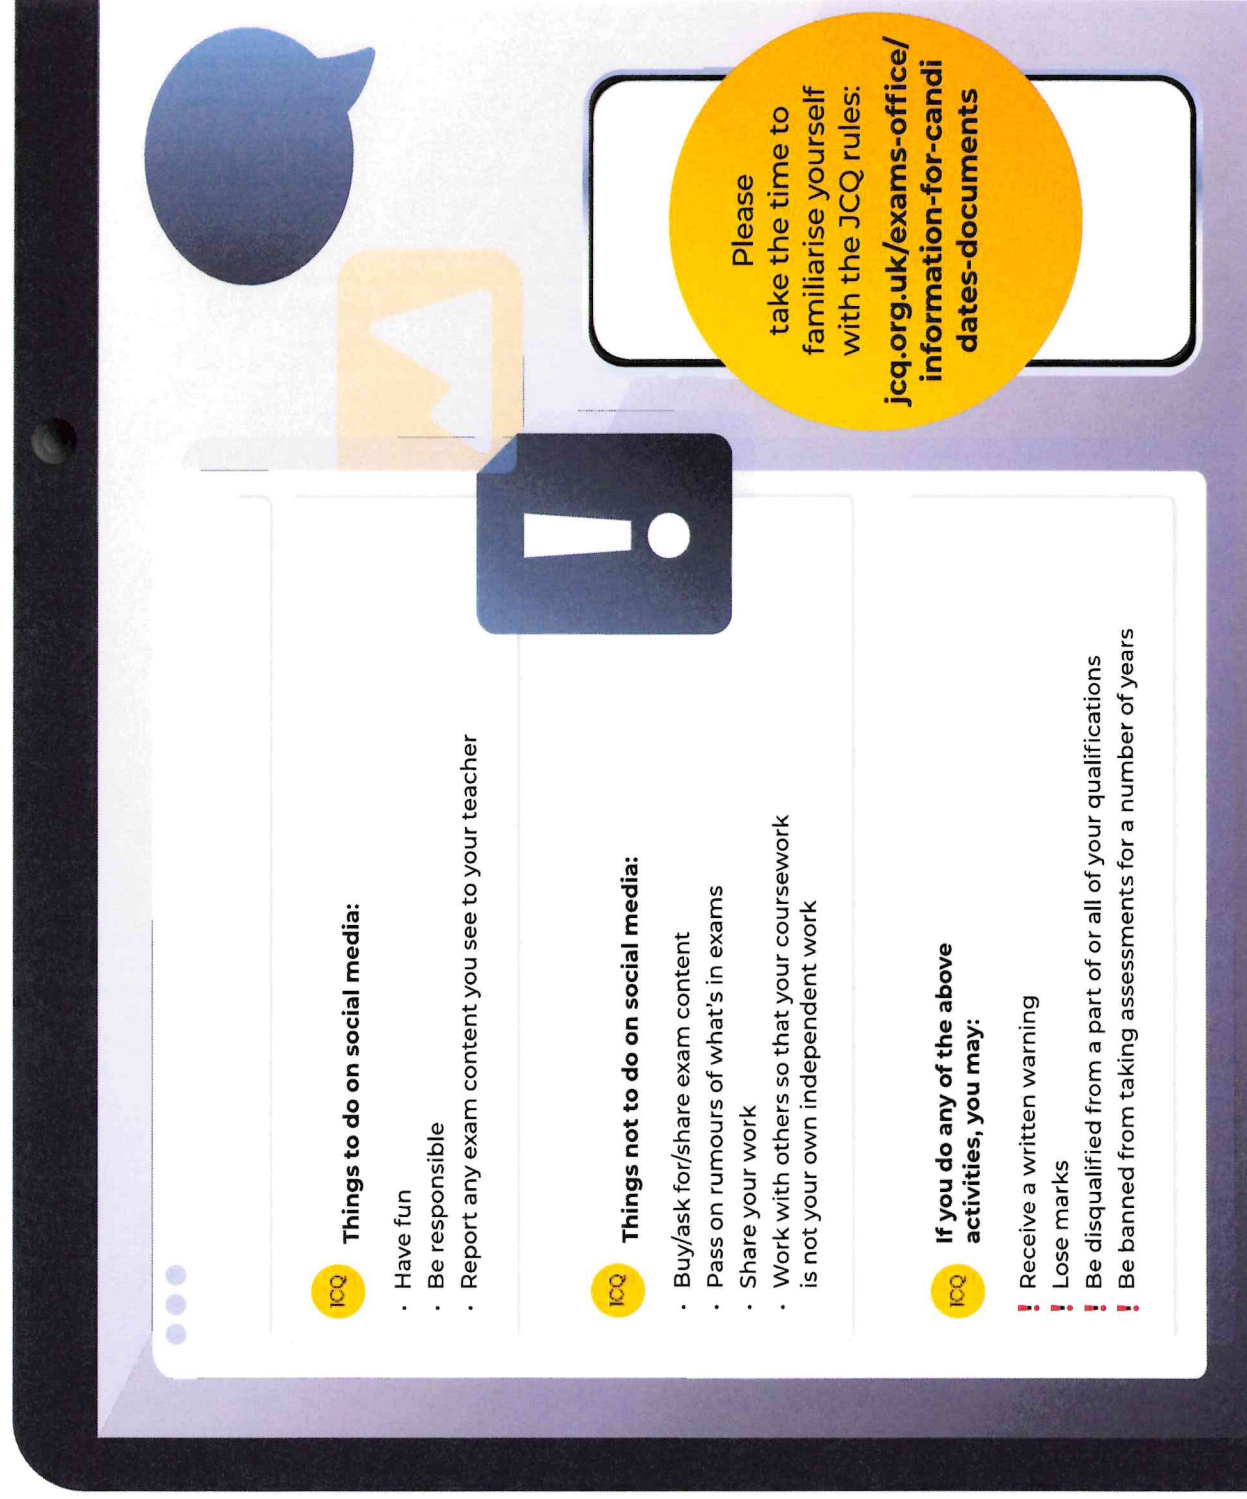 JCQ
Things to do on social media:
· Have fun
· Be responsible
· Report any exam content you see to your teacher
JCQ
Things not to do on social media:
· Buy/ask for/share exam content
· Pass on rumours of what's in exams
· Share your work
· Work with others so that your coursework
is not your own independent work
JCQ
If you do any of the above
activities, you may:
! Receive a written warning
! Lose marks
! Be disqualified from a part of or all of your qualifications
! Be banned from taking assessments for a number of years
!
Please
take the time to
familiarise yourself
with the JCQ rules:
jcq.org.uk/exams-office/
information-for-candi
dates-documents